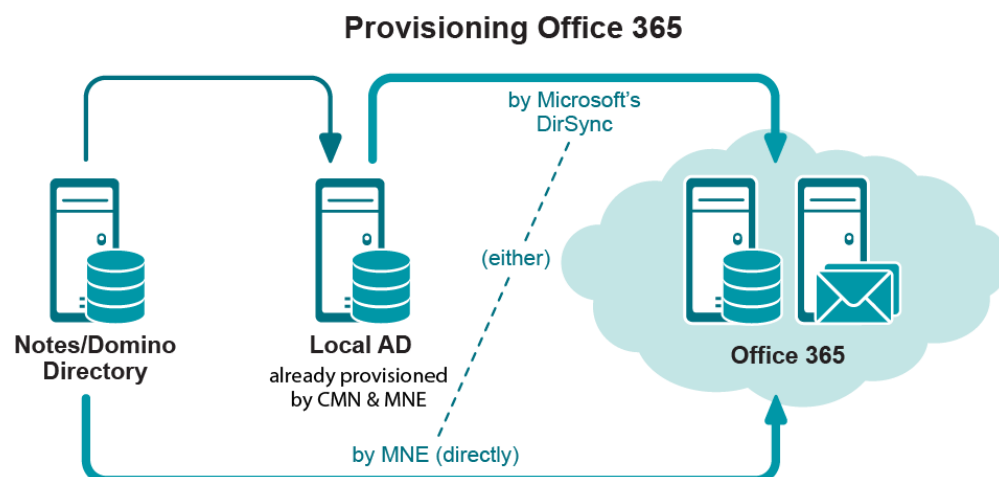 Provisioning Office 365
by Microsoft's
DirSync
(either)
Notes/Domino
Directory
Local AD
already provisioned
by CMN & MNE
Office 365
by MNE (directly)